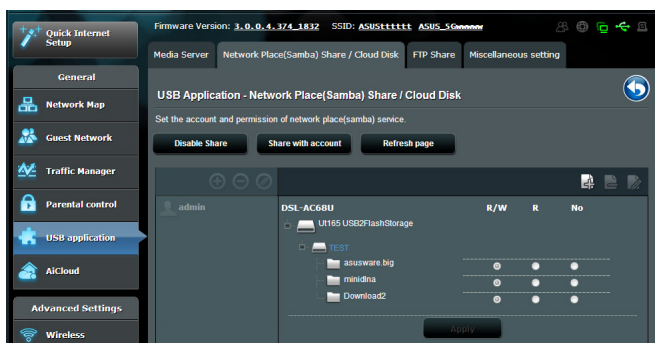 Quick Internet Setup
Firmware Version: 3.0.0.4.374_1832 SSID: ASUSttttt ASUS_5G
Media Server
Network Place(Samba) Share / Cloud Disk
FTP Share
Miscellaneous setting
General
Network Map
Guest Network
Traffic Manager
Parental control
USB application
AiCloud
Advanced Settings
Wireless
USB Application - Network Place(Samba) Share / Cloud Disk
Set the account and permission of network place(samba) sevice.
Disable Share
Share with account
Refresh page
admin
DSL-AC68U R/W R No
Ut165 USB2FlashStorage
TEST
asusware.big
minidlna
Download2
Apply